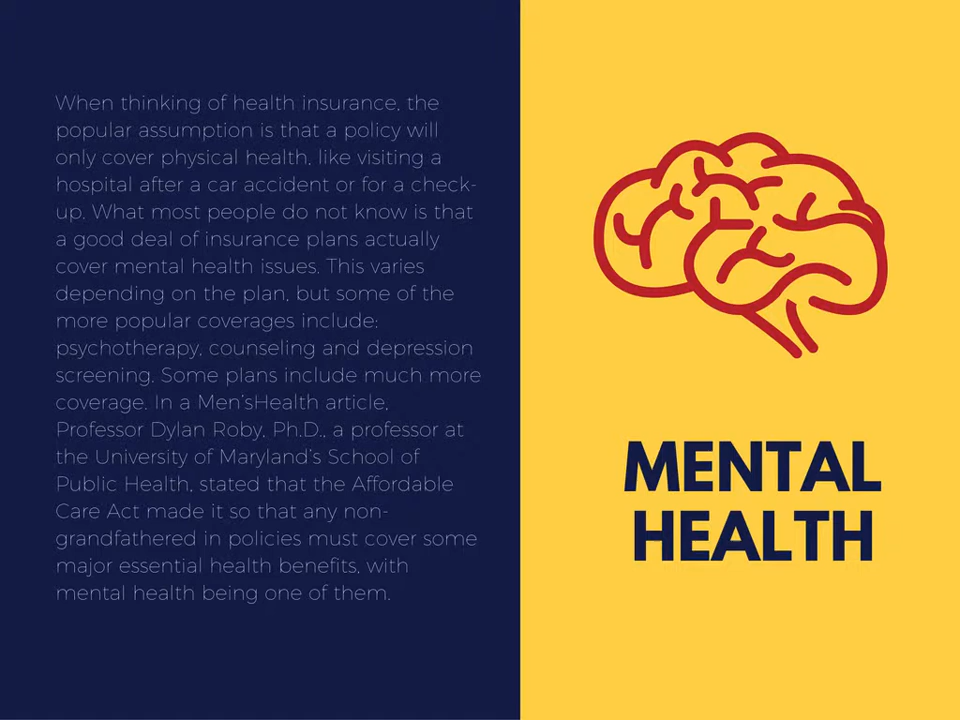 When thinking of health insurance, the
popular assumption is that a policy will
only cover physical health, like visiting a
hospital after a car accident or for a check-
up. What most people do not know is that
a good deal of insurance plans actually
cover mental health issues. This varies
depending on the plan, but some of the
more popular coverages include:
psychotherapy, counseling and depression
screening. Some plans include much more
coverage. In a Men'sHealth article,
Professor Dylan Roby, Ph.D., a professor at
the University of Maryland's School of
Public Health, stated that the Affordable
Care Act made it so that any non-
grandfathered in policies must cover some
major essential health benefits, with
mental health being one of them.
MENTAL
HEALTH